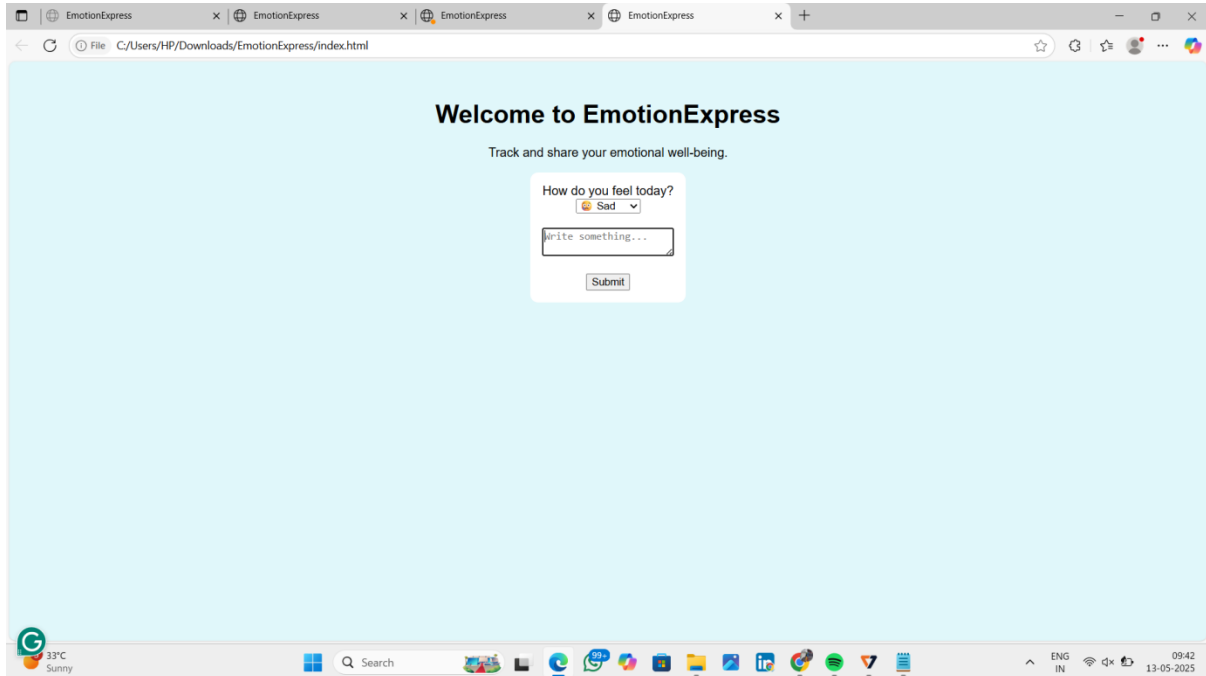 EmotionExpress
EmotionExpress
EmotionExpress
EmotionExpress
File C:/Users/HP/Downloads/EmotionExpress/index.html
Welcome to EmotionExpress
Track and share your emotional well-being.
How do you feel today?
Sad
Write something...
Submit
33°C
Sunny
Search
99+
ENG
IN
09:42
13-05-2025